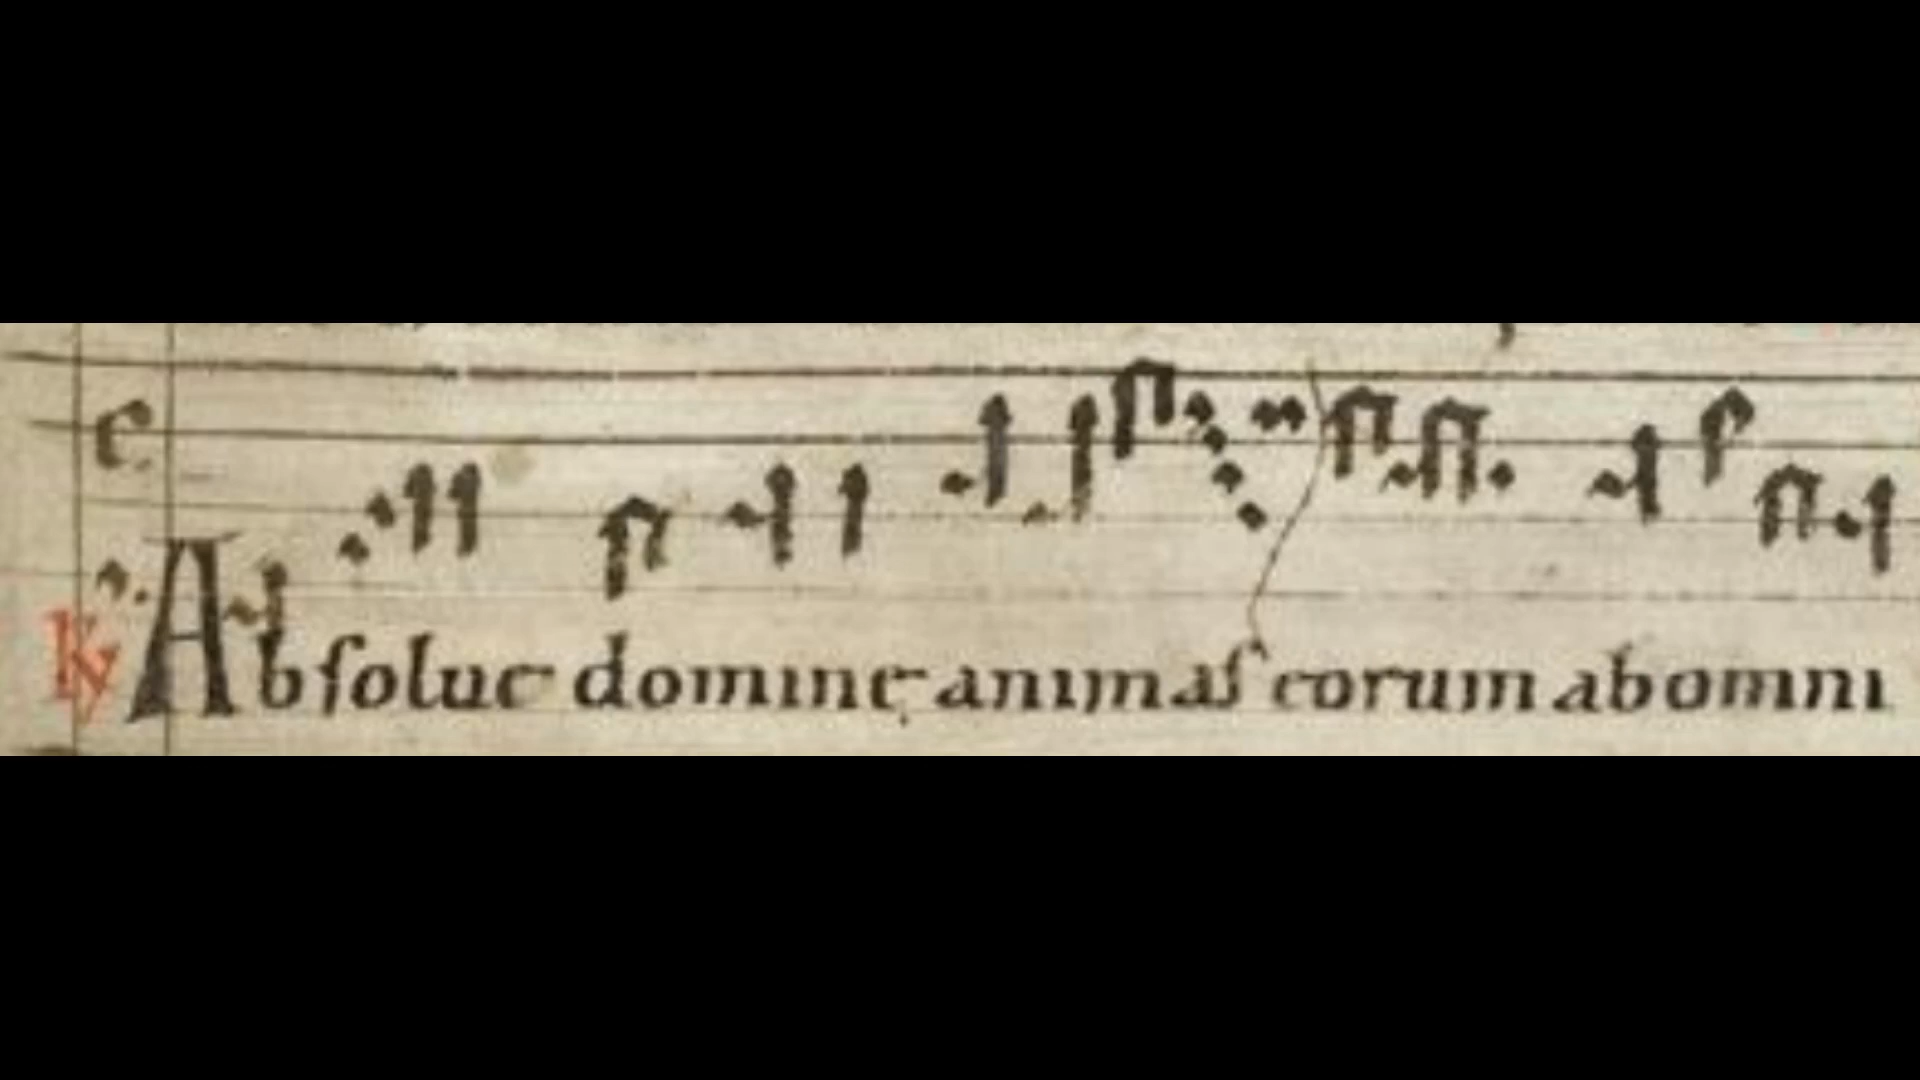 c
ꝶ Abſolue domine animaſ eorum ab omni